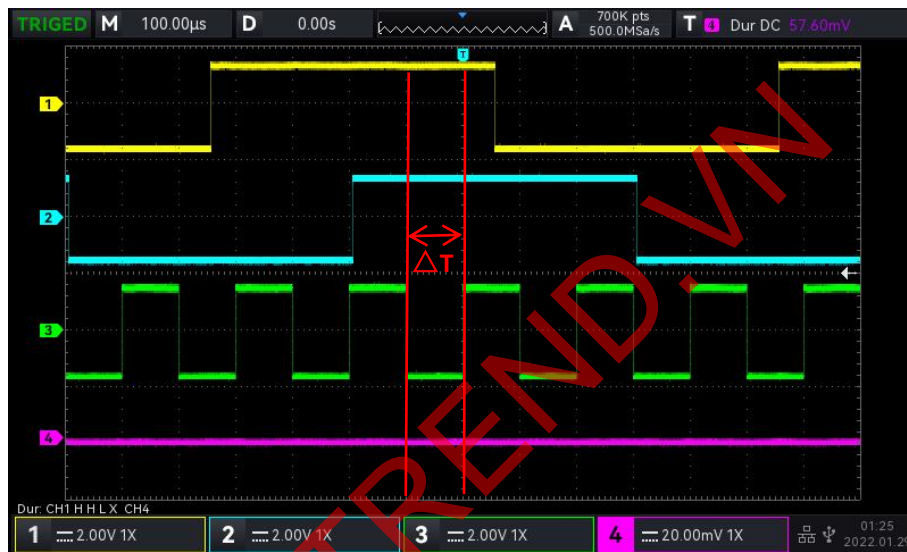 TRIGED M 100.00µs D 0.00s A 700K pts 500.0MSa/s T 4 Dur DC 57.60mV
T
1
2
△T
3
4
TREND.VN
Dur: CH1 H H L X CH4
1 2.00V 1X 2 2.00V 1X 3 2.00V 1X 4 20.00mV 1X 01:25
2022.01.29